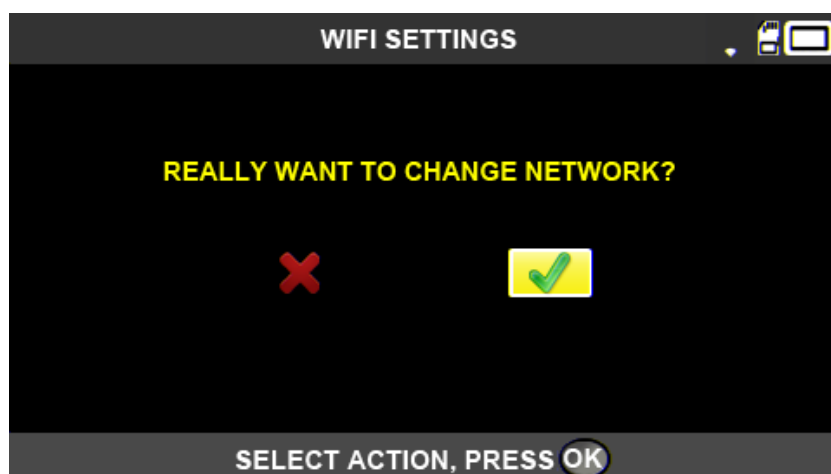 WIFI SETTINGS
REALLY WANT TO CHANGE NETWORK?
SELECT ACTION, PRESS OK